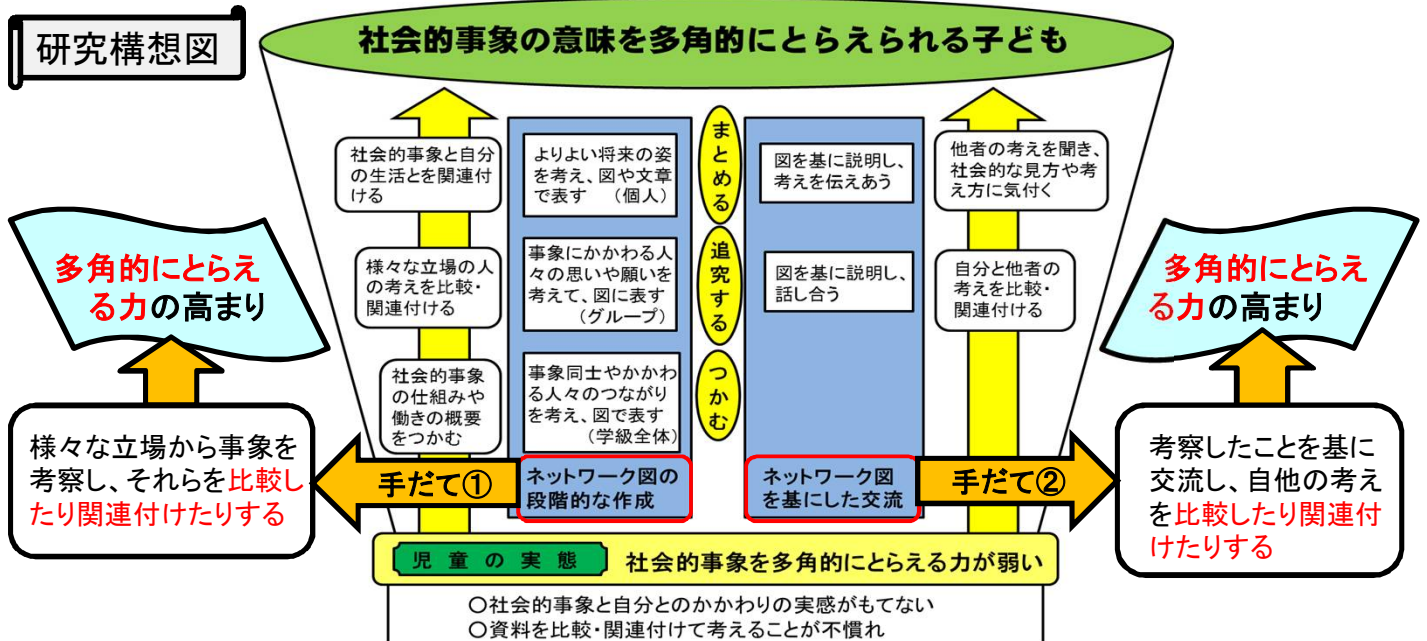 研究構想図
社会的事象の意味を多角的にとらえられる子ども
社会的事象と自分
の生活とを関連付
ける
よりよい将来の姿
を考え、図や文章
で表す （個人）
まとめる
図を基に説明し、
考えを伝えあう
他者の考えを聞き、
社会的な見方や考
え方に気付く
多角的にとらえ
る力の高まり
様々な立場の人
の考えを比較・
関連付ける
事象にかかわる人
々の思いや願いを
考えて、図に表す
（グループ）
追究する
図を基に説明し、
話し合う
自分と他者の
考えを比較・
関連付ける
多角的にとらえ
る力の高まり
社会的事象
の仕組みや
働きの概要
をつかむ
事象同士やかかわ
る人々のつながり
を考え、図で表す
（学級全体）
つかむ
様々な立場から事象を
考察し、それらを比較し
たり関連付けたりする
手だて①
ネットワーク図の
段階的な作成
ネットワーク図
を基にした交流
手だて②
考察したことを基に
交流し、自他の考え
を比較したり関連付
けたりする
児童の実態 社会的事象を多角的にとらえる力が弱い
○社会的事象と自分とのかかわりの実感がもてない
○資料を比較・関連付けて考えることが不慣れ